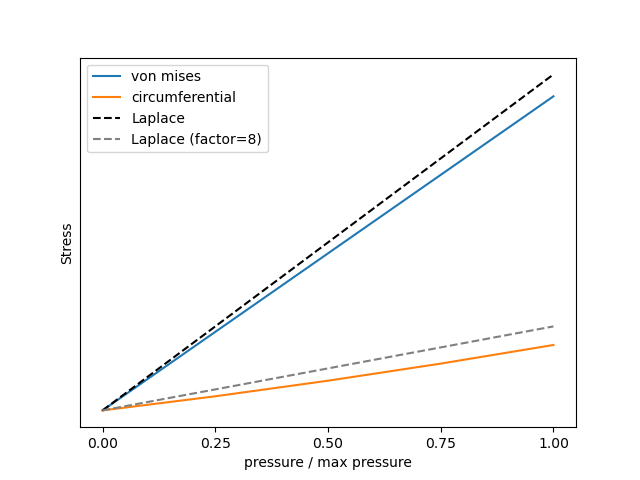 von mises
circumferential
Laplace
Laplace (factor=8)
Stress
0.00 0.25 0.50 0.75 1.00
pressure / max pressure